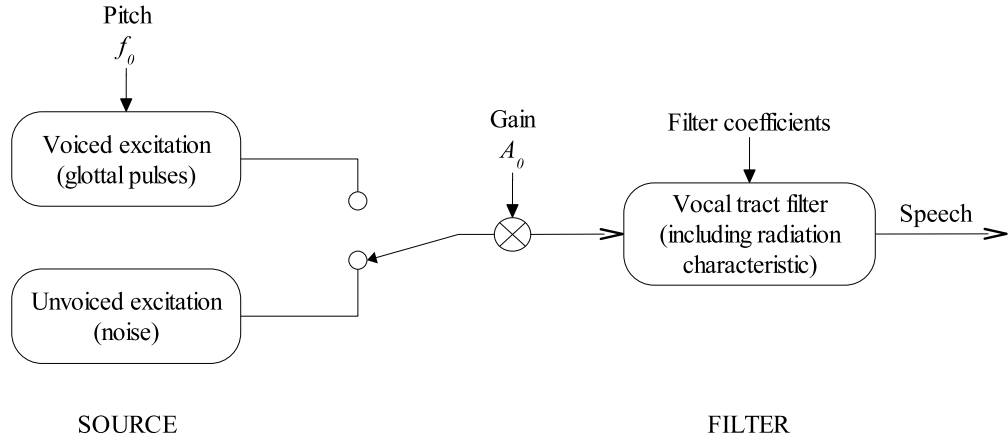 Pitch
f0
Voiced excitation
(glottal pulses)
Gain
A0
Filter coefficients
Vocal tract filter
(including radiation
characteristic)
Speech
Unvoiced excitation
(noise)
SOURCE
FILTER